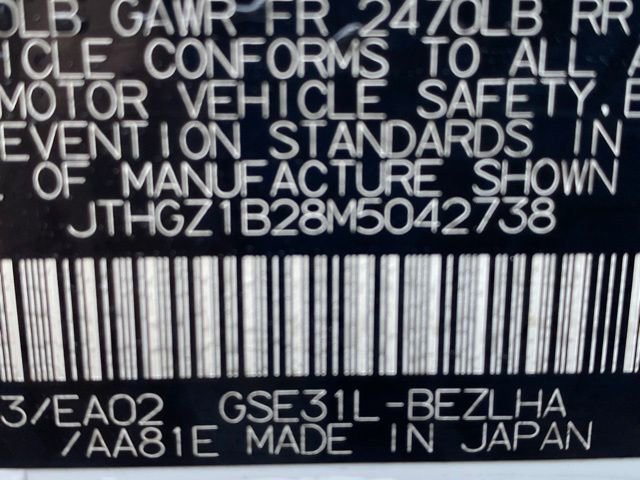 0LB GAWR FR 2470LB RR
ICLE CONFORMS TO ALL A
MOTOR VEHICLE SAFETY,
EVENTION STANDARDS IN
OF MANUFACTURE SHOWN
JTHGZ1B28M5042738
3/EA02 GSE31L-BEZLHA
/AA81E MADE IN JAPAN